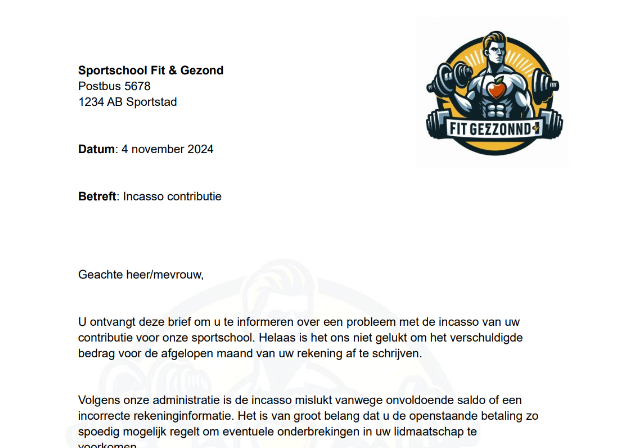 Sportschool Fit & Gezond
Postbus 5678
1234 AB Sportstad
FIT GEZZONND
Datum: 4 november 2024
Betreft: Incasso contributie
Geachte heer/mevrouw,
U ontvangt deze brief om u te informeren over een probleem met de incasso van uw
contributie voor onze sportschool. Helaas is het ons niet gelukt om het verschuldigde
bedrag voor de afgelopen maand van uw rekening af te schrijven.
Volgens onze administratie is de incasso mislukt vanwege onvoldoende saldo of een
incorrecte rekeninginformatie. Het is van groot belang dat u de openstaande betaling zo
spoedig mogelijk regelt om eventuele onderbrekingen in uw lidmaatschap te
voorkomen.